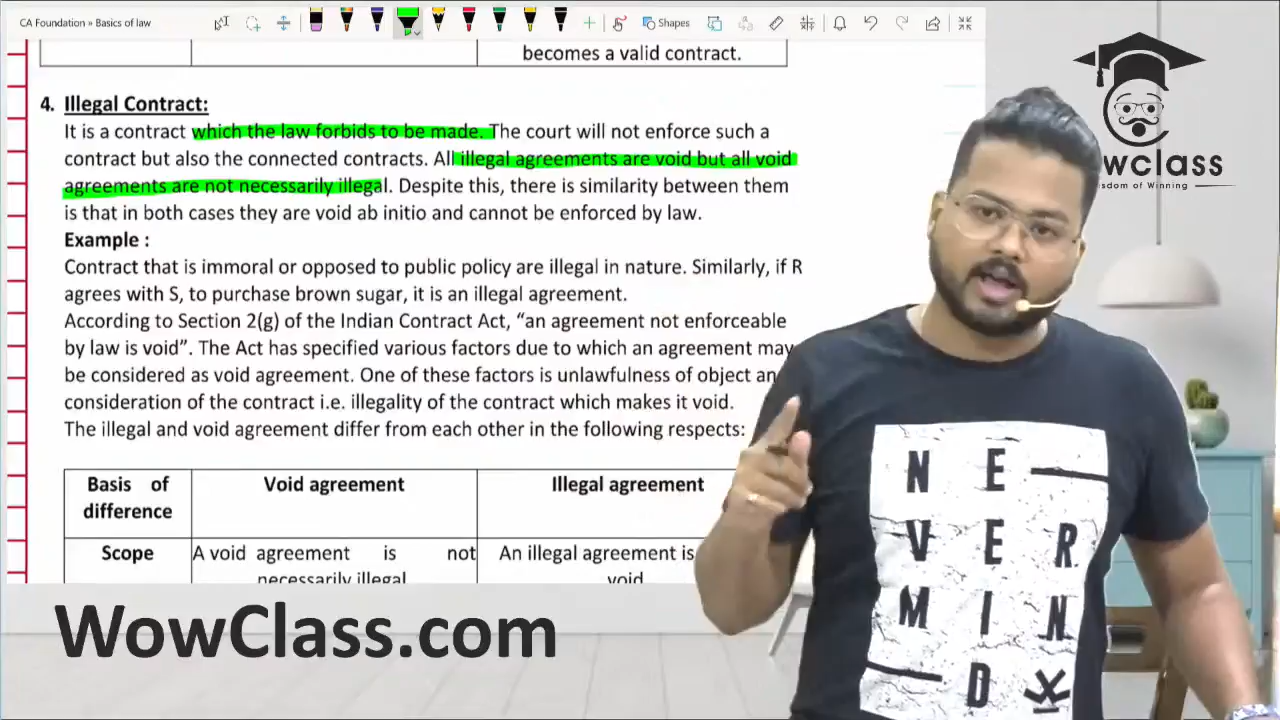 CA Foundation » Basics of law
Shapes
becomes a valid contract.
4. Illegal Contract:
It is a contract which the law forbids to be made. The court will not enforce such a
contract but also the connected contracts. All illegal agreements are void but all void
agreements are not necessarily illegal. Despite this, there is similarity between them
is that in both cases they are void ab initio and cannot be enforced by law.
Example :
Contract that is immoral or opposed to public policy are illegal in nature. Similarly, if R
agrees with S, to purchase brown sugar, it is an illegal agreement.
According to Section 2(g) of the Indian Contract Act, “an agreement not enforceable
by law is void”. The Act has specified various factors due to which an agreement may
be considered as void agreement. One of these factors is unlawfulness of object an
consideration of the contract i.e. illegality of the contract which makes it void.
The illegal and void agreement differ from each other in the following respects:
Basis of difference
Void agreement
Illegal agreement
Scope
A void agreement is not
necessarily illegal
An illegal agreement is
void
WowClass.com
owclass
isdom of Winning
N E
V E R
M I N
D